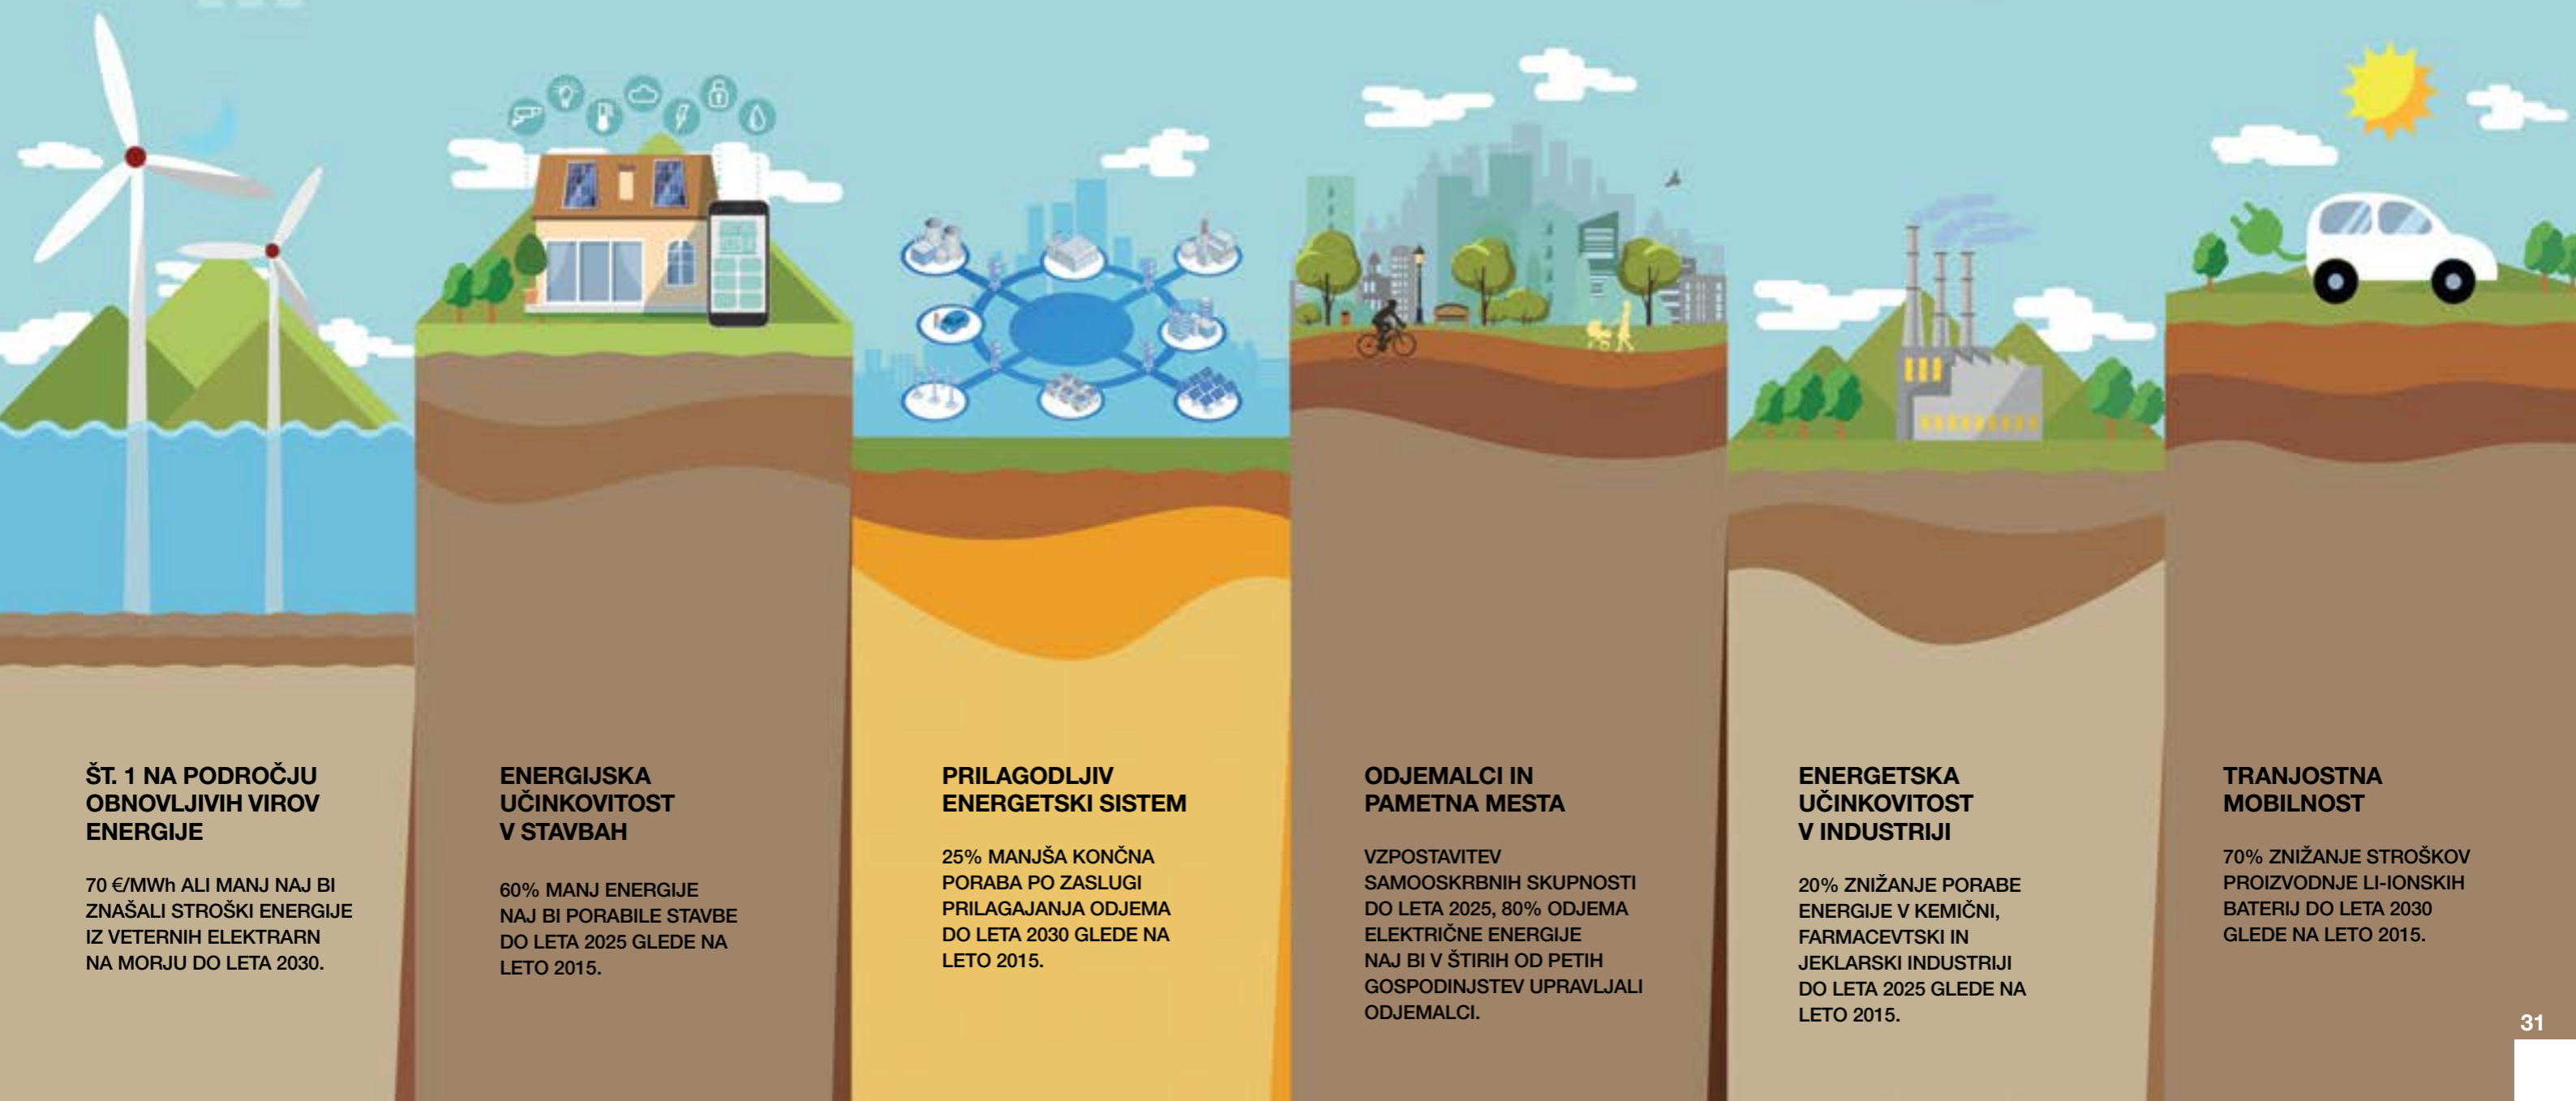 ŠT. 1 NA PODROČJU
OBNOVLJIVIH VIROV
ENERGIJE
70 €/MWh ALI MANJ NAJ BI
ZNAŠALI STROŠKI ENERGIJE
IZ VETERNIH ELEKTRARN
NA MORJU DO LETA 2030.
ENERGIJSKA
UČINKOVITOST
V STAVBAH
60% MANJ ENERGIJE
NAJ BI PORABILE STAVBE
DO LETA 2025 GLEDE NA
LETO 2015.
PRILAGODLJIV
ENERGETSKI SISTEM
25% MANJŠA KONČNA
PORABA PO ZASLUGI
PRILAGAJANJA ODJEMA
DO LETA 2030 GLEDE NA
LETO 2015.
ODJEMALCI IN
PAMETNA MESTA
VZPOSTAVITEV
SAMOOSKRBNIH SKUPNOSTI
DO LETA 2025, 80% ODJEMA
ELEKTRIČNE ENERGIJE
NAJ BI V ŠTIRIH OD PETIH
GOSPODINJSTEV UPRAVLJALI
ODJEMALCI.
ENERGETSKA
UČINKOVITOST
V INDUSTRIJI
20% ZNIŽANJE PORABE
ENERGIJE V KEMIČNI,
FARMACEVTSKI IN
JEKLARSKI INDUSTRIJI
DO LETA 2025 GLEDE NA
LETO 2015.
TRANJOSTNA
MOBILNOST
70% ZNIŽANJE STROŠKOV
PROIZVODNJE LI-IONSKIH
BATERIJ DO LETA 2030
GLEDE NA LETO 2015.
31